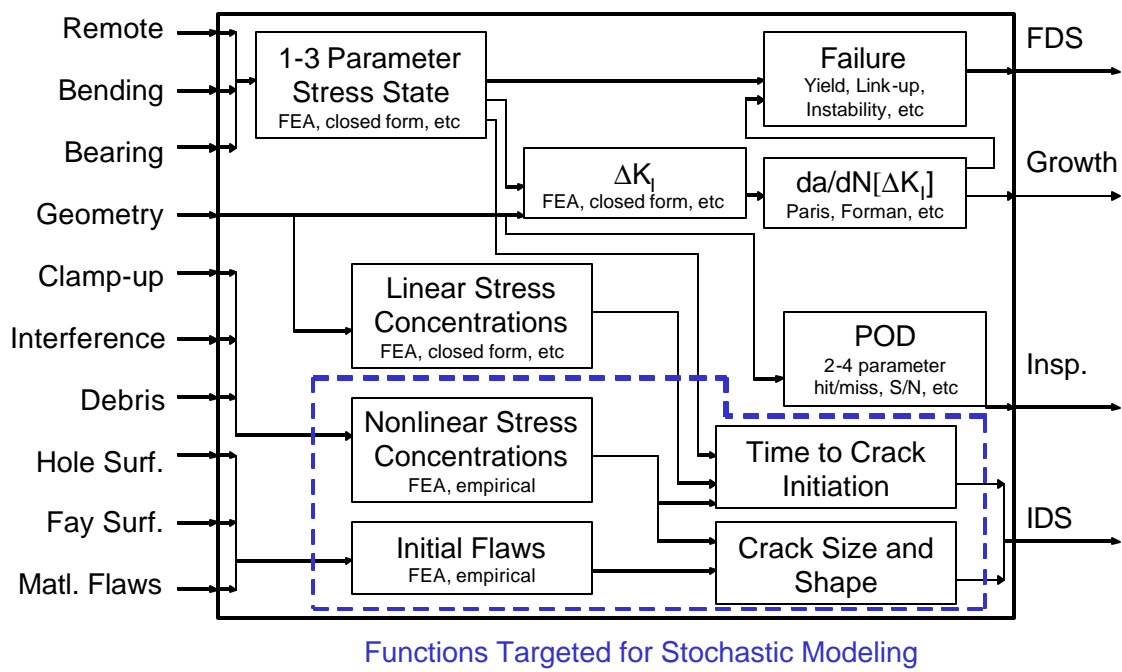 Remote
Bending
Bearing
Geometry
Clamp-up
Interference
Debris
Hole Surf.
Fay Surf.
Matl. Flaws
1-3 Parameter
Stress State
FEA, closed form, etc
Failure
Yield, Link-up,
Instability, etc
ΔK_I
FEA, closed form, etc
da/dN[ΔK_I]
Paris, Forman, etc
Linear Stress
Concentrations
FEA, closed form, etc
POD
2-4 parameter
hit/miss, S/N, etc
Nonlinear Stress
Concentrations
FEA, empirical
Time to Crack
Initiation
Initial Flaws
FEA, empirical
Crack Size and
Shape
FDS
Growth
Insp.
IDS
Functions Targeted for Stochastic Modeling